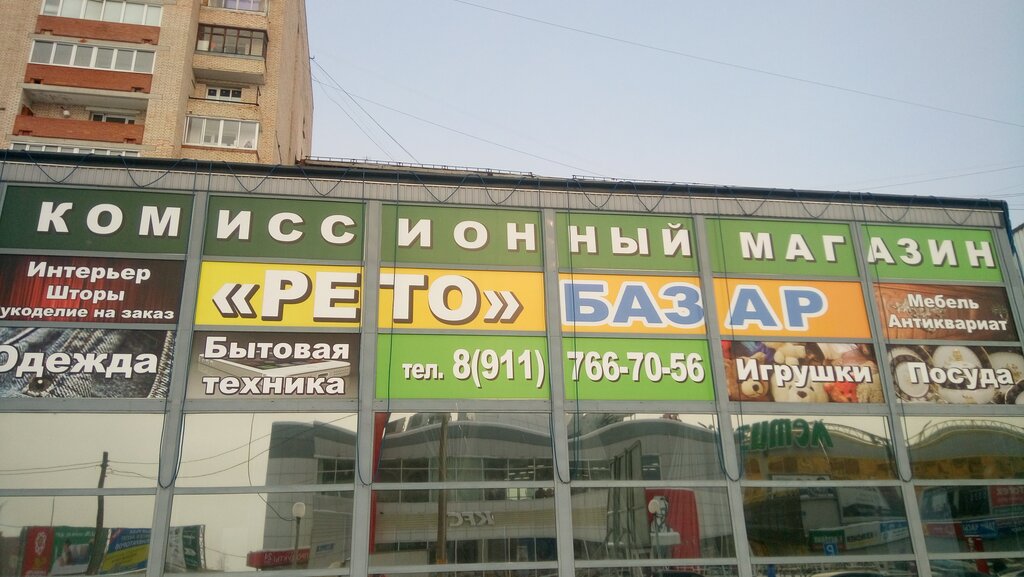 КОМИССИОННЫЙ МАГАЗИН
Интерьер
Шторы
укоделие на заказ
«РЕТО» БАЗАР
Мебель
Антиквариат
Одежда
Бытовая
техника
тел. 8(911) 766-70-56
Игрушки
Посуда
KFC